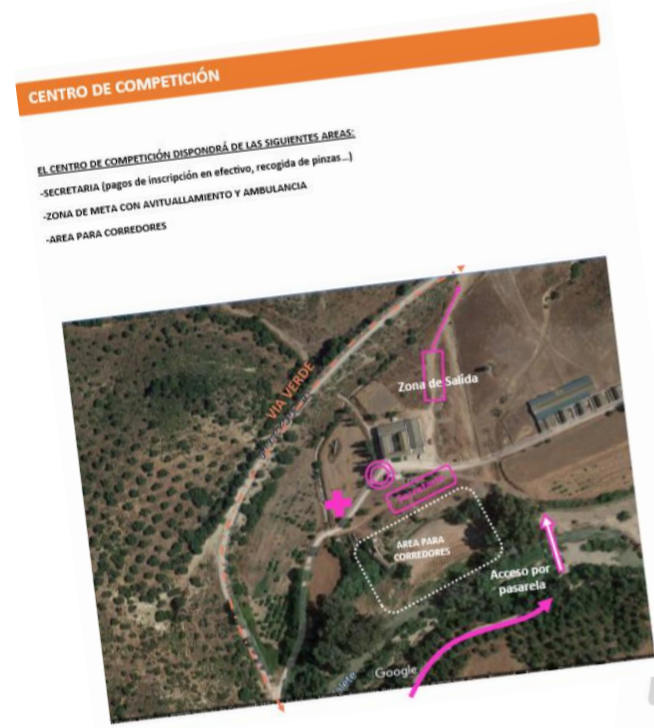 CENTRO DE COMPETICIÓN
EL CENTRO DE COMPETICIÓN DISPONDRÁ DE LAS SIGUIENTES AREAS:
-SECRETARIA (pagos de inscripción en efectivo, recogida de pinzas...)
-ZONA DE META CON AVITUALLAMIENTO Y AMBULANCIA
-AREA PARA CORREDORES
VIA VERDE
Zona de Salida
AREA PARA
CORREDORES
Acceso por
pasarela
Google